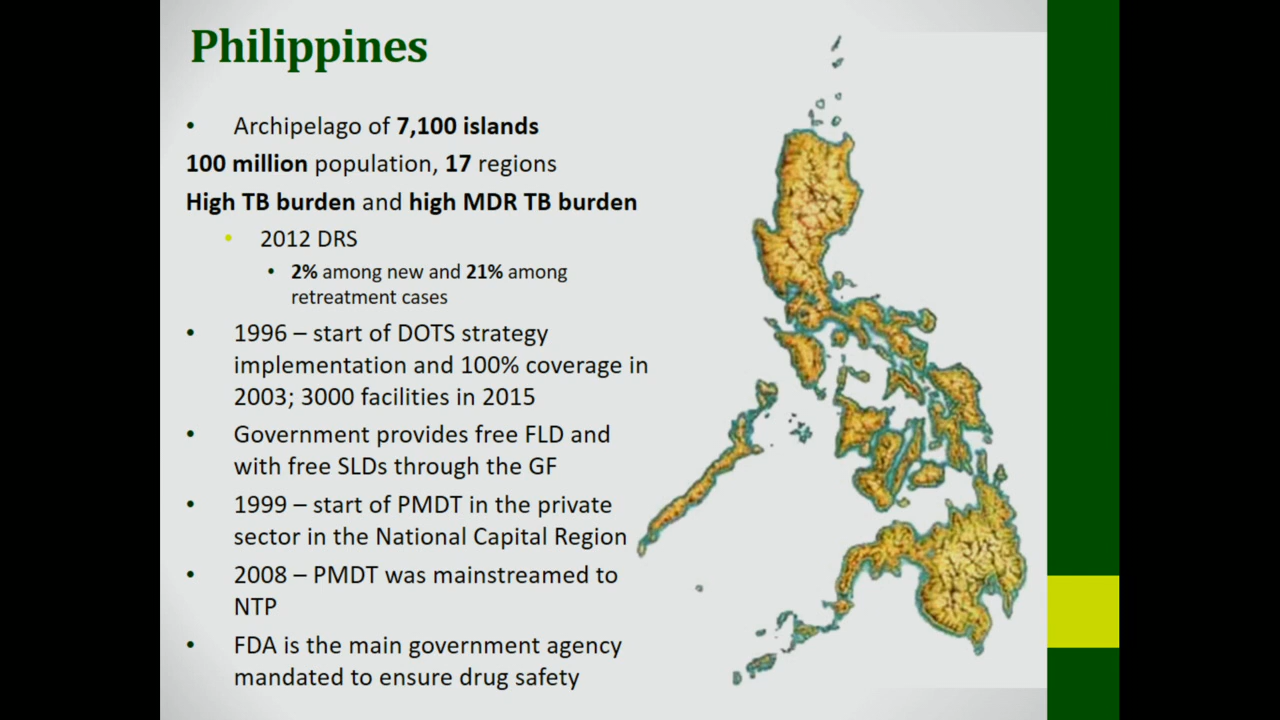 Philippines
• Archipelago of 7,100 islands
100 million population, 17 regions
High TB burden and high MDR TB burden
• 2012 DRS
• 2% among new and 21% among
retreatment cases
• 1996 – start of DOTS strategy
implementation and 100% coverage in
2003; 3000 facilities in 2015
• Government provides free FLD and
with free SLDs through the GF
• 1999 – start of PMDT in the private
sector in the National Capital Region
• 2008 – PMDT was mainstreamed to
NTP
• FDA is the main government agency
mandated to ensure drug safety